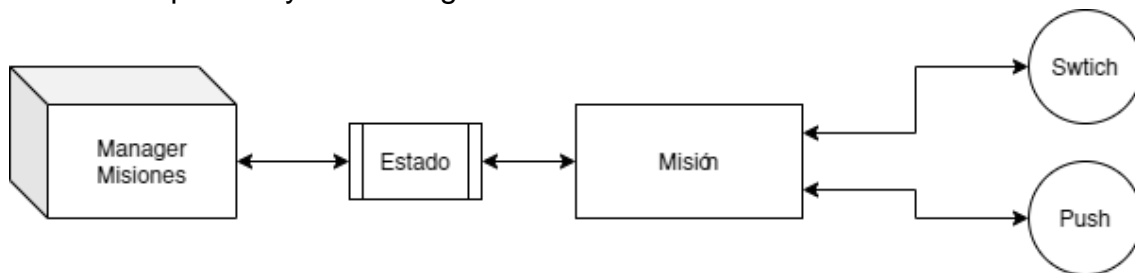 Manager
Misiones
Estado
Misión
Swtich
Push